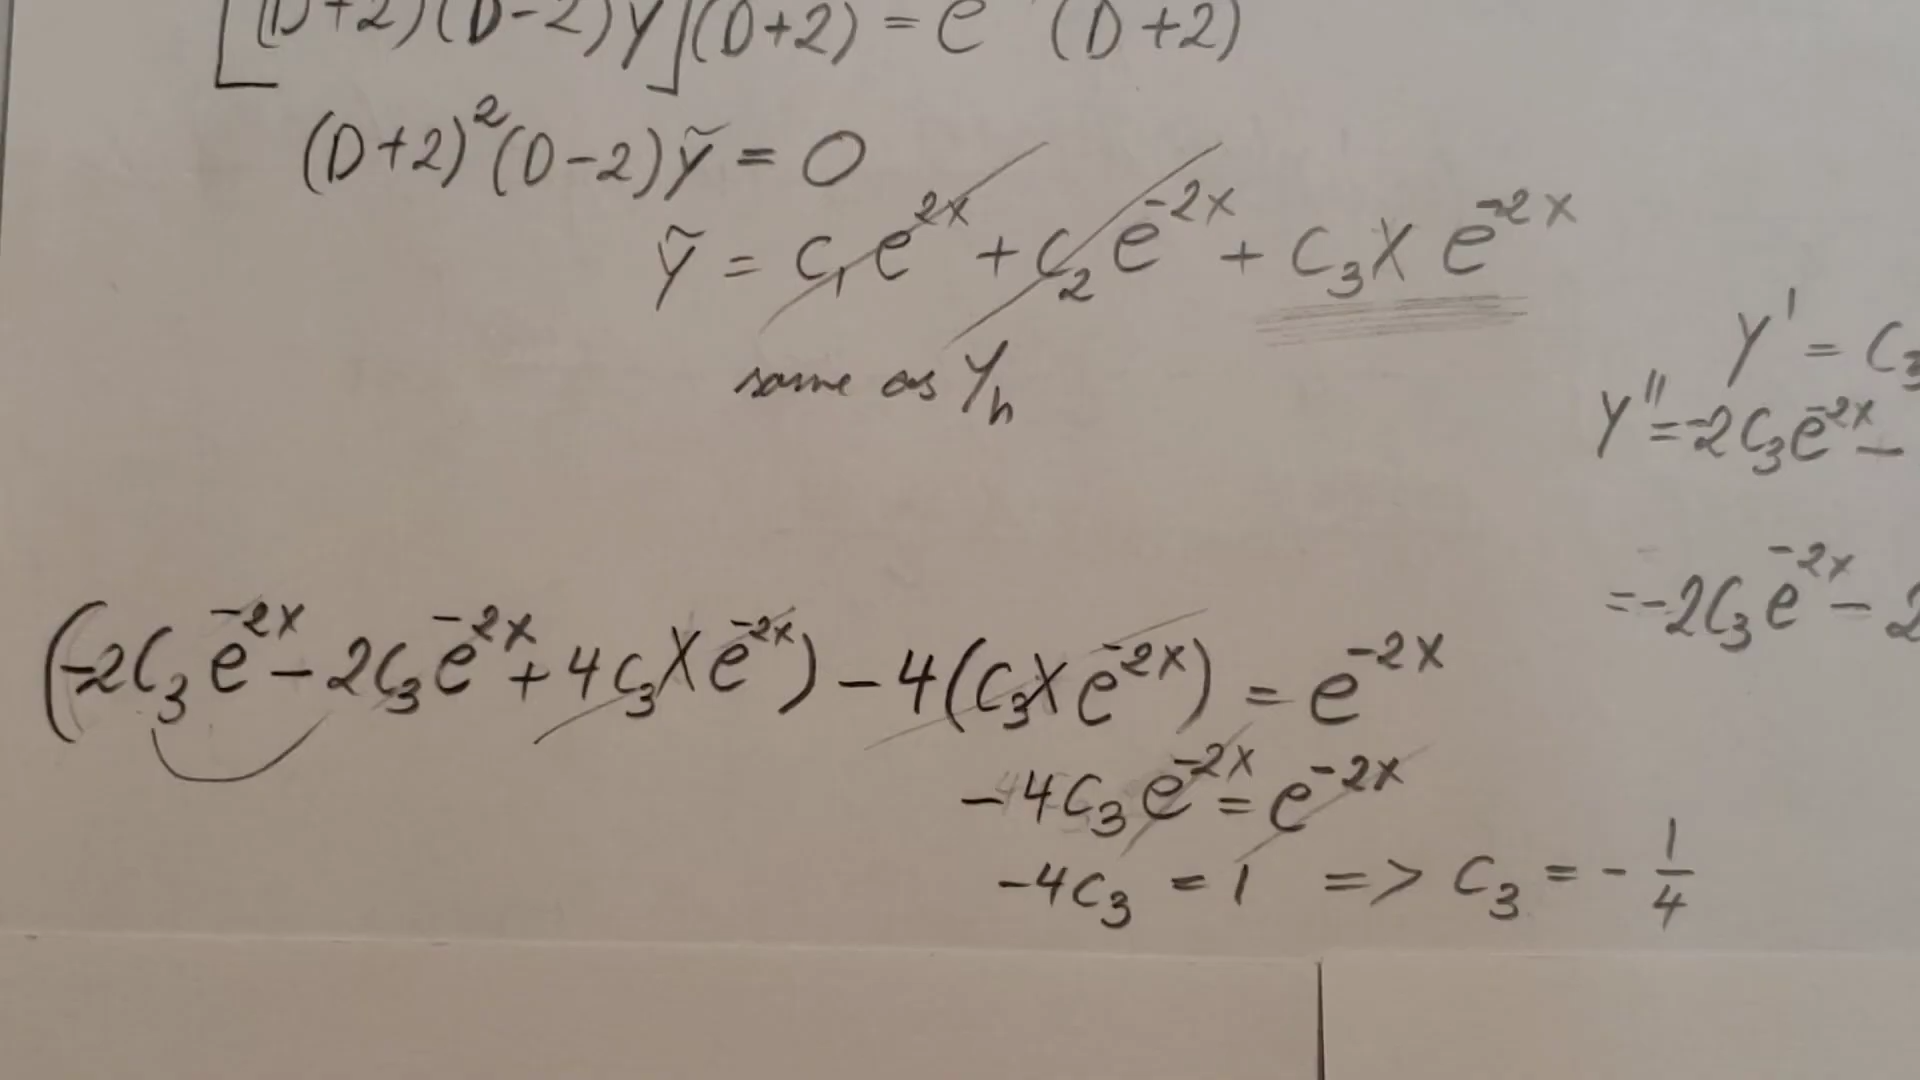 [(D+2)(D-2)y](D+2) = e (D+2)
(D+2)²(D-2)ỹ = 0
ỹ = c₁e^{2x} + c₂e^{-2x} + c₃xe^{-2x}
same as Y_h
y' = C₃
y'' = -2C₃e^{-2x} -
= -2C₃e^{-2x} - 2
(-2C₃e^{-2x} - 2C₃e^{-2x} + 4C₃xe^{-2x}) - 4(C₃xe^{-2x}) = e^{-2x}
-4C₃e^{-2x} = e^{-2x}
-4C₃ = 1 => C₃ = -1/4